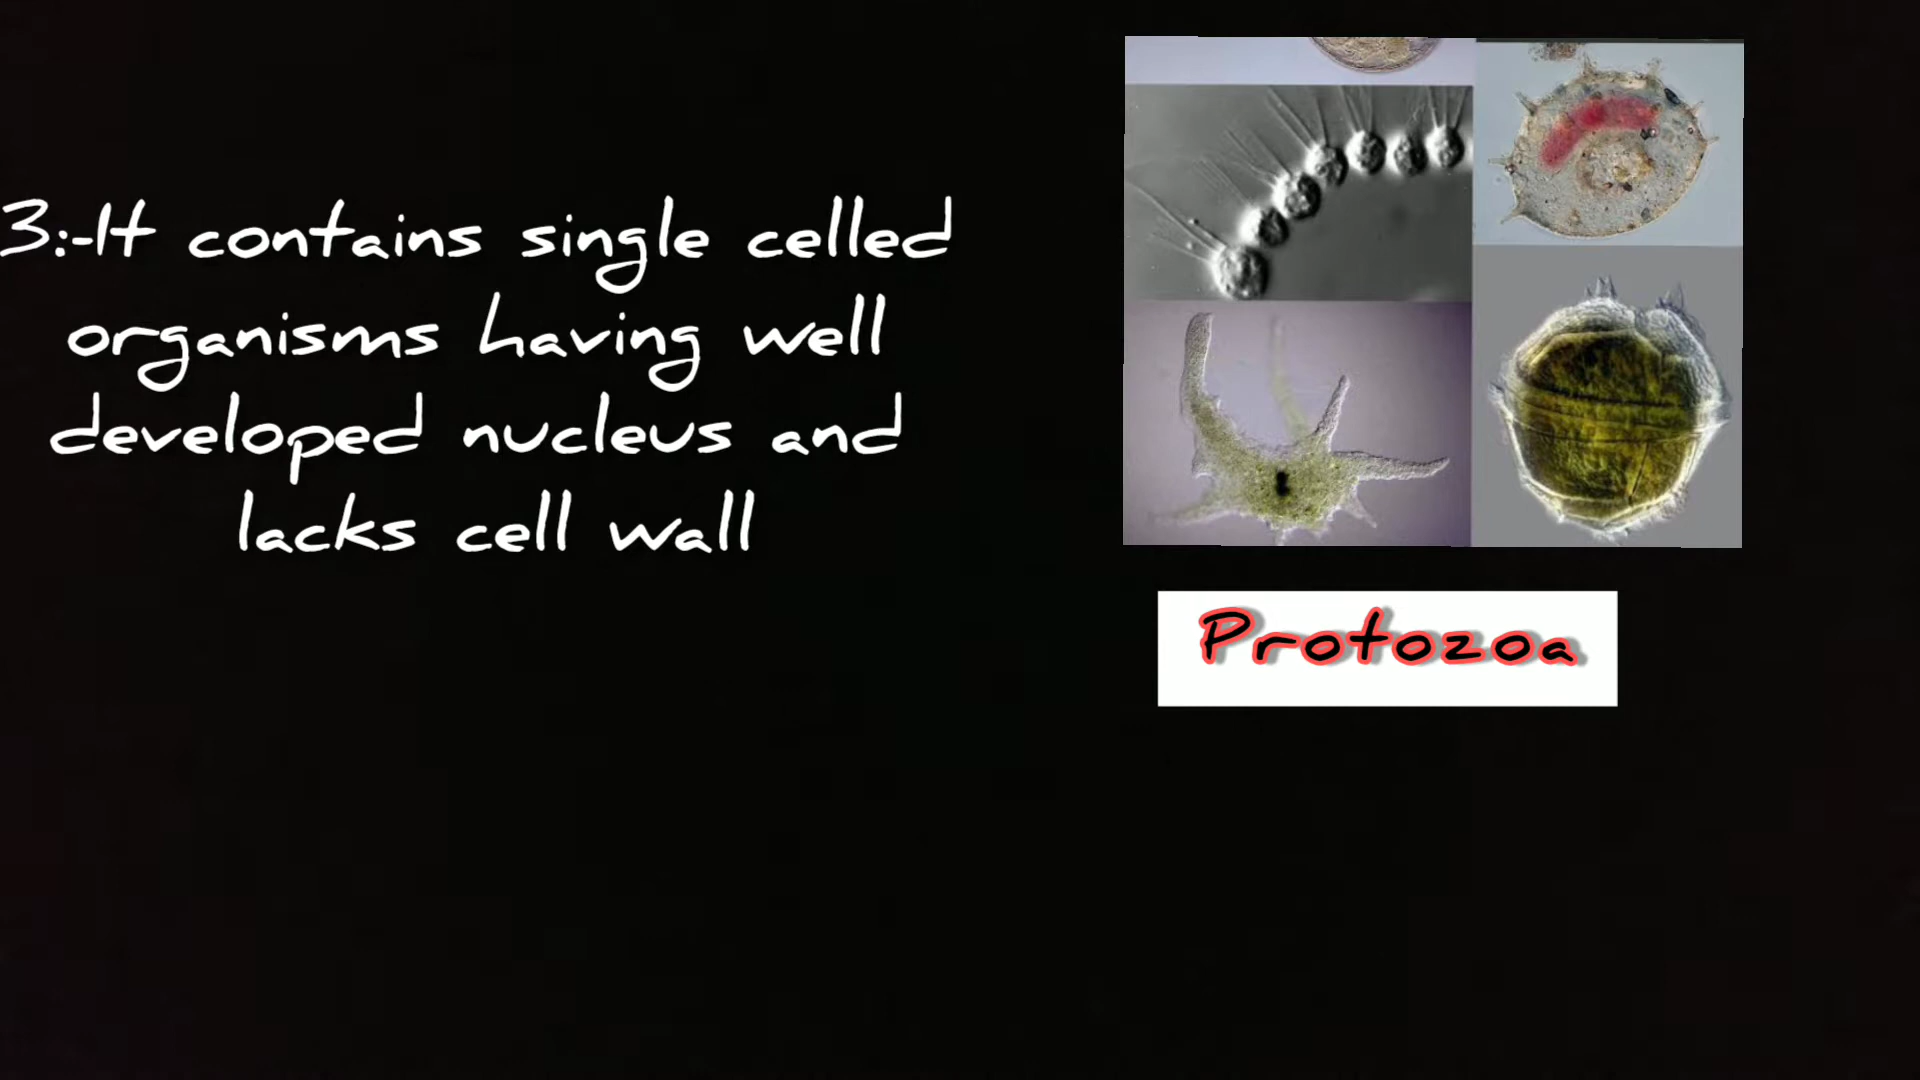 3:-It contains single celled
organisms having well
developed nucleus and
lacks cell wall
Protozoa